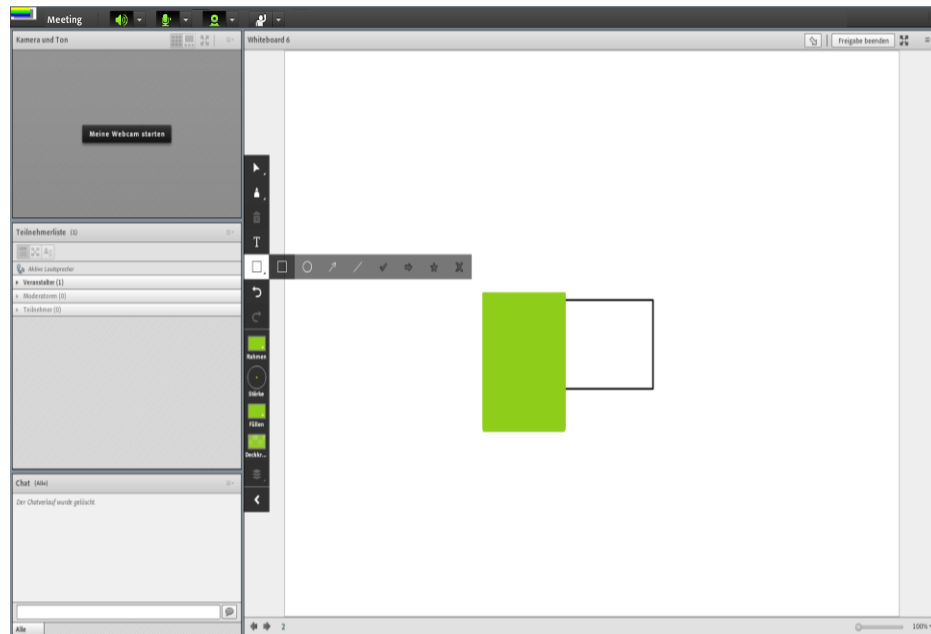 Meeting
Kamera und Ton
Meine Webcam starten
Teilnehmerliste (1)
Aktive Lautsprecher
Veranstalter (1)
Moderatoren (0)
Teilnehmer (0)
Chat (Alle)
Der Chatverlauf wurde gelöscht
Alle
Whiteboard 6
Freigabe beenden
T
Rahmen
Stärke
Füllen
Deckkr...
2
100%